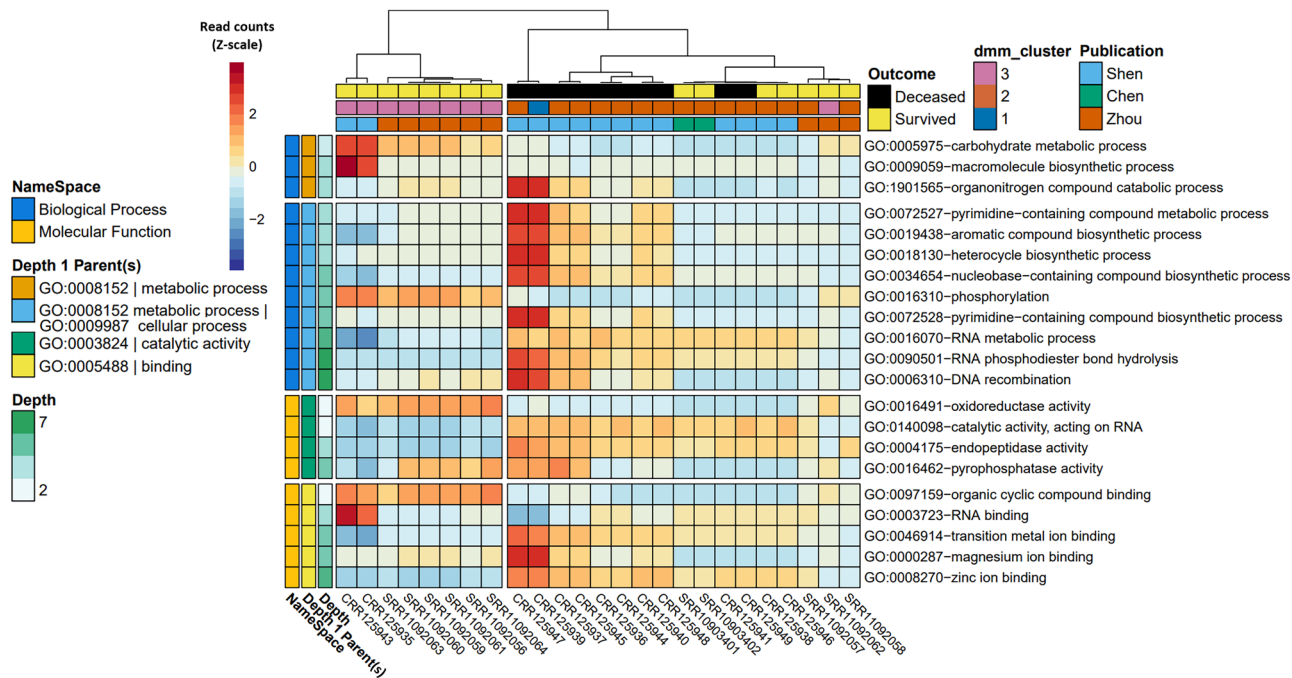 Read counts
(Z-scale)
2
0
−2
NameSpace
Biological Process
Molecular Function
Depth 1 Parent(s)
GO:0008152 | metabolic process
GO:0008152 metabolic process |
GO:0009987 cellular process
GO:0003824 | catalytic activity
GO:0005488 | binding
Depth
7
2
Outcome
Deceased
Survived
dmm_cluster
3
2
1
Publication
Shen
Chen
Zhou
GO:0005975−carbohydrate metabolic process
GO:0009059−macromolecule biosynthetic process
GO:1901565−organonitrogen compound catabolic process
GO:0072527−pyrimidine−containing compound metabolic process
GO:0019438−aromatic compound biosynthetic process
GO:0018130−heterocycle biosynthetic process
GO:0034654−nucleobase−containing compound biosynthetic process
GO:0016310−phosphorylation
GO:0072528−pyrimidine−containing compound biosynthetic process
GO:0016070−RNA metabolic process
GO:0090501−RNA phosphodiester bond hydrolysis
GO:0006310−DNA recombination
GO:0016491−oxidoreductase activity
GO:0140098−catalytic activity, acting on RNA
GO:0004175−endopeptidase activity
GO:0016462−pyrophosphatase activity
GO:0097159−organic cyclic compound binding
GO:0003723−RNA binding
GO:0046914−transition metal ion binding
GO:0000287−magnesium ion binding
GO:0008270−zinc ion binding
NameSpace
Depth 1 Parent(s)
Depth
CRR125943
CRR125935
SRR11092063
SRR11092060
SRR11092059
SRR11092061
SRR11092056
SRR11092064
CRR125947
CRR125939
CRR125937
CRR125945
CRR125936
CRR125944
CRR125940
CRR125948
SRR10903401
SRR10903402
CRR125941
CRR125949
CRR125938
CRR125946
SRR11092057
SRR11092062
SRR11092058